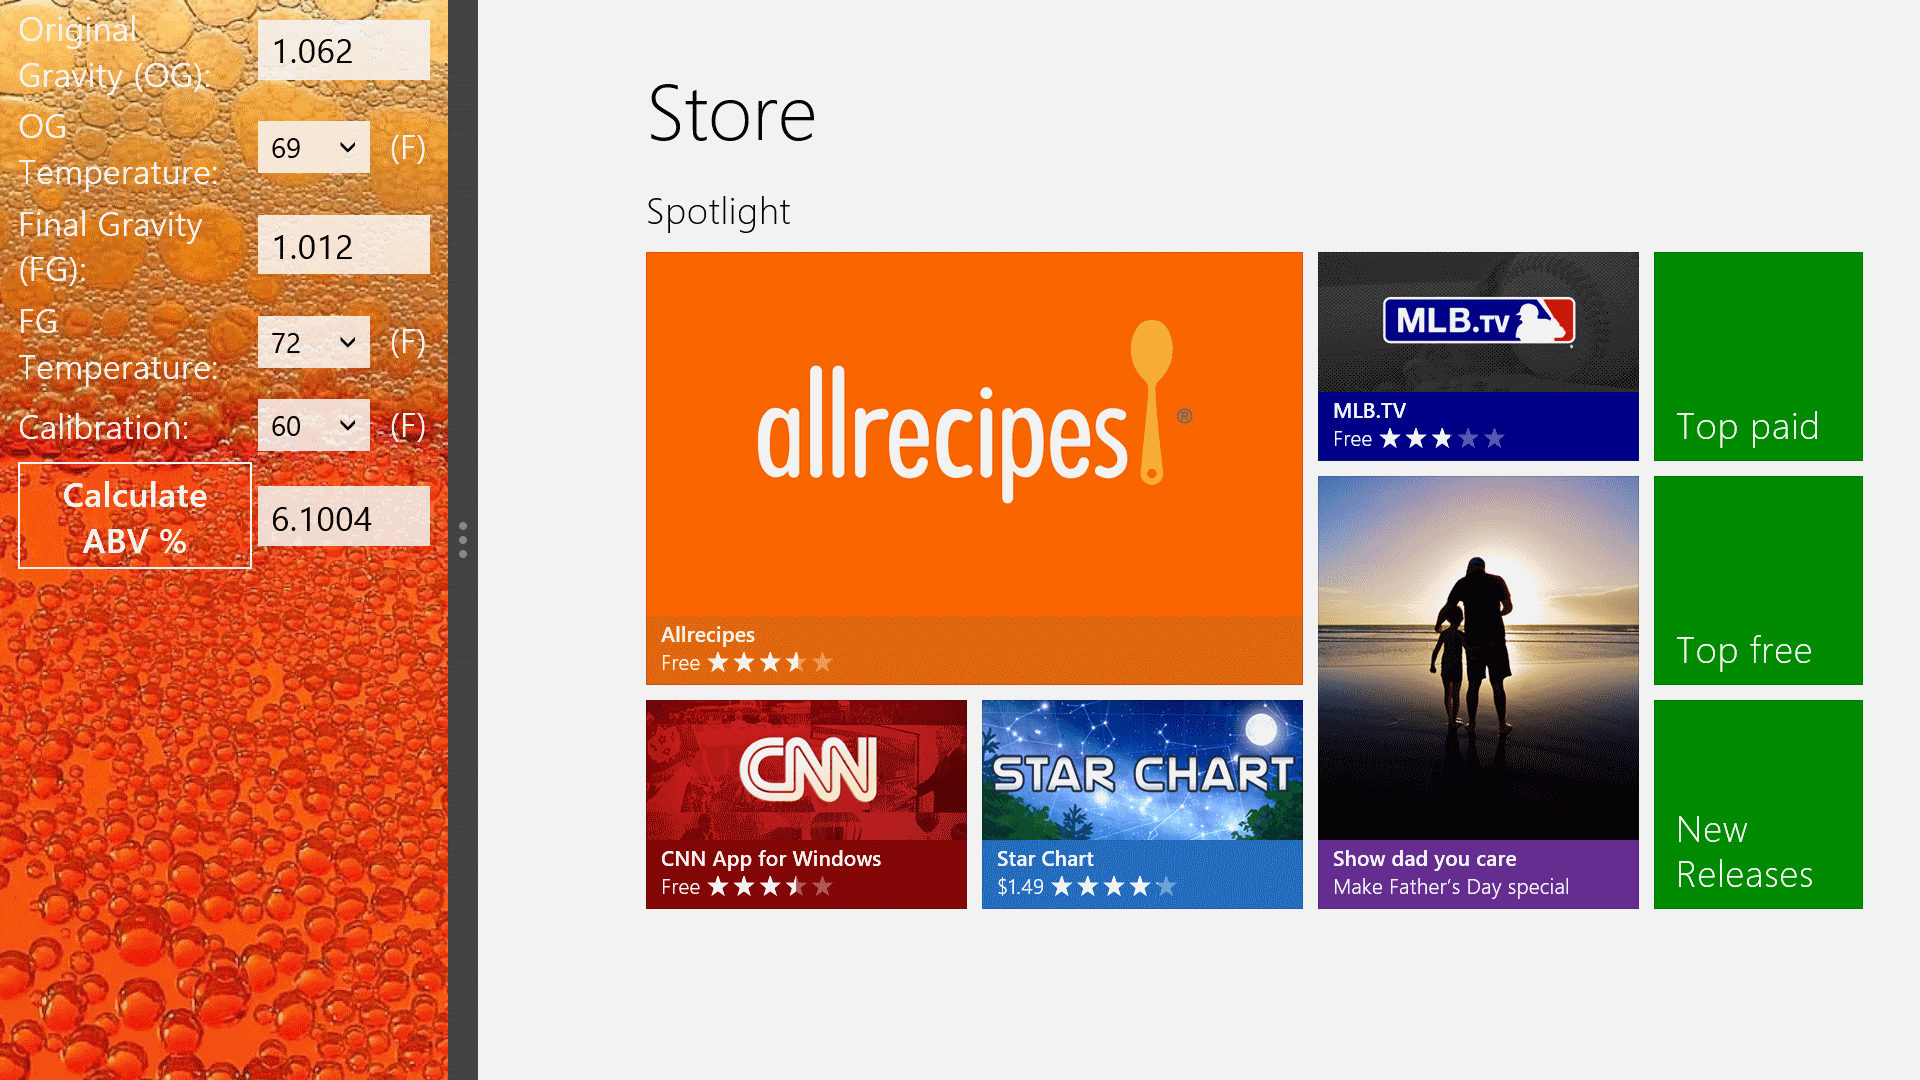 Original
Gravity (OG):
1.062
OG
Temperature:
69
(F)
Final Gravity
(FG):
1.012
FG
Temperature:
72
(F)
Calibration:
60
(F)
Calculate
ABV %
6.1004
Store
Spotlight
allrecipes ®
Allrecipes
Free
MLB.TV
MLB.TV
Free
Top paid
Top free
CNN
CNN App for Windows
Free
STAR CHART
Star Chart
$1.49
Show dad you care
Make Father's Day special
New
Releases